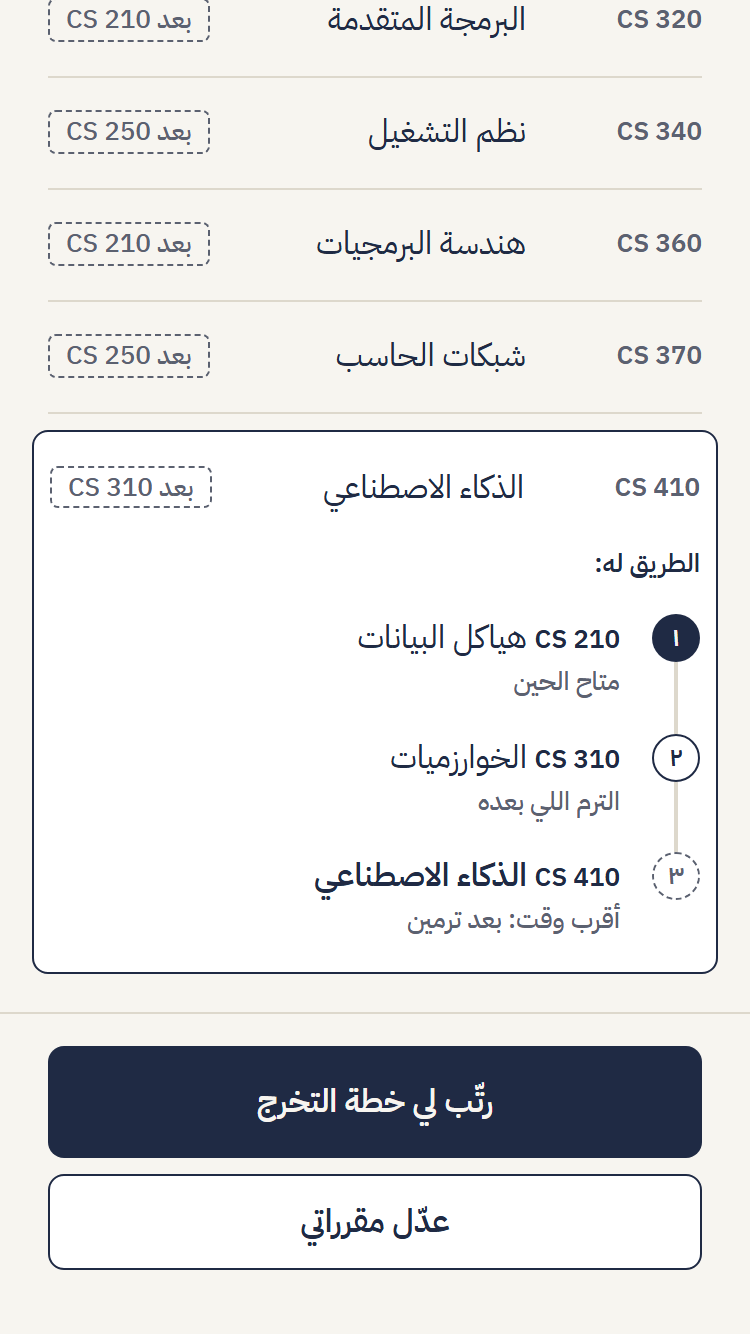 CS 320 البرمجة المتقدمة بعد CS 210
CS 340 نظم التشغيل بعد CS 250
CS 360 هندسة البرمجيات بعد CS 210
CS 370 شبكات الحاسب بعد CS 250
CS 410 الذكاء الاصطناعي بعد CS 310
الطريق له:
١ CS 210 هياكل البيانات
متاح الحين
٢ CS 310 الخوارزميات
الترم اللي بعده
٣ CS 410 الذكاء الاصطناعي
أقرب وقت: بعد ترمين
رتّب لي خطة التخرج
عدّل مقرراتي